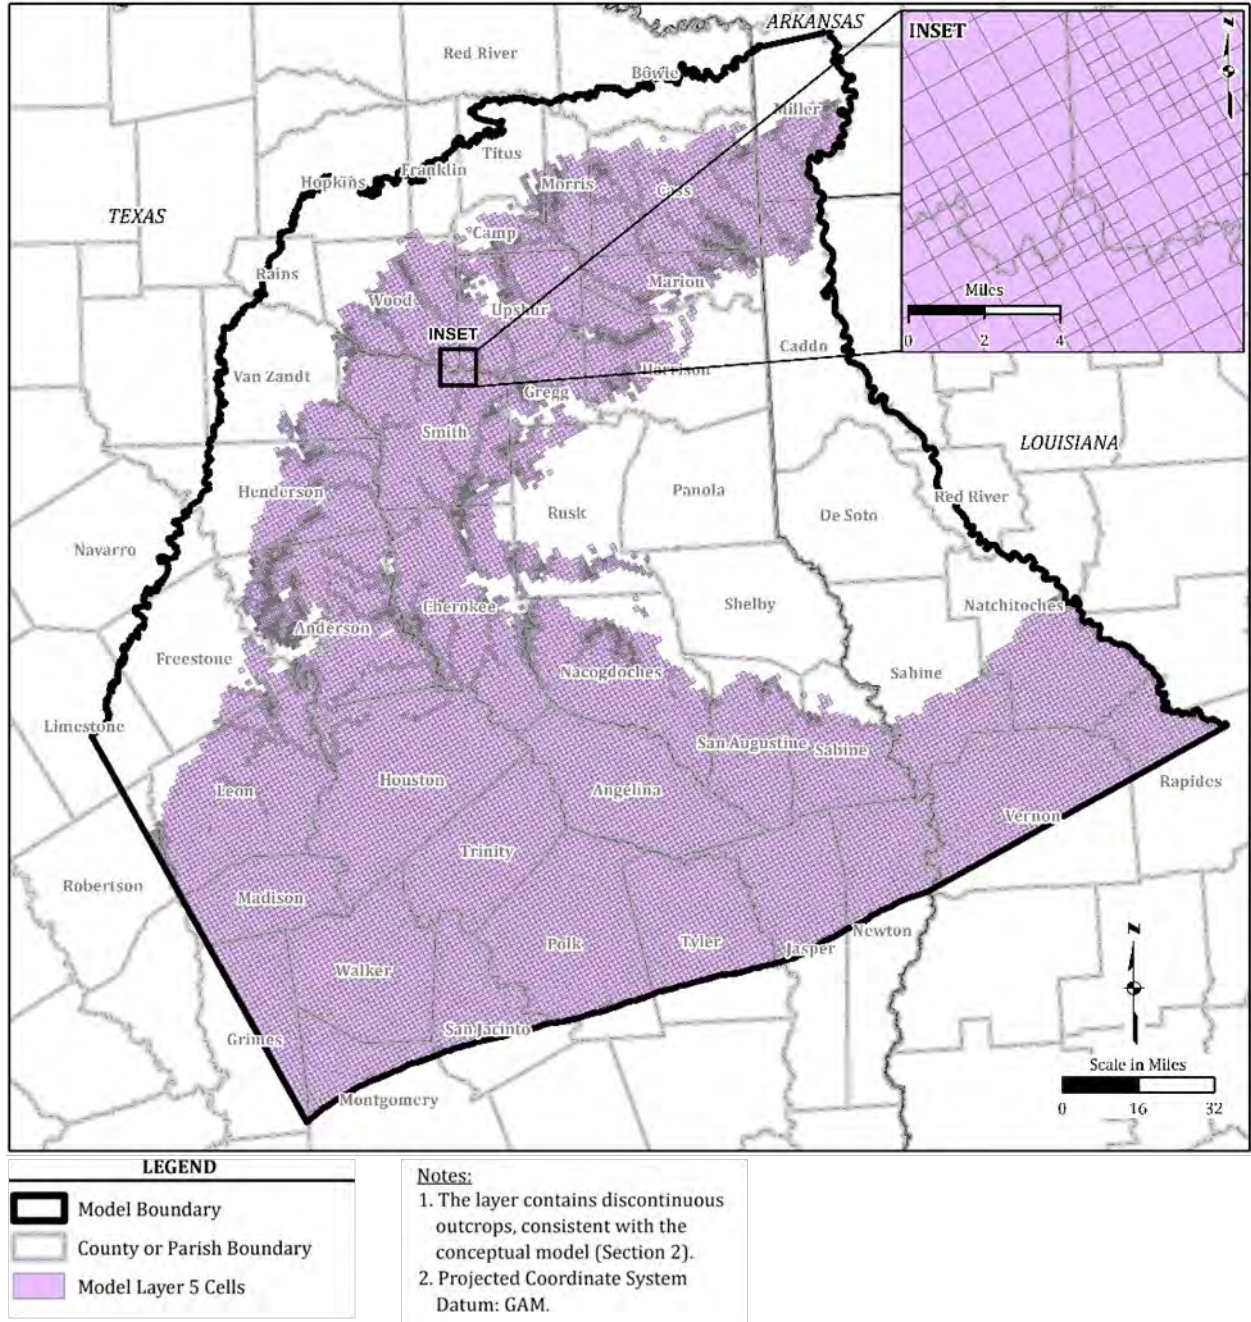 ARKANSAS
INSET
Red River
Bowie
Miller
Titus
Franklin
Hopkins
Morris
Cass
TEXAS
Camp
Rains
Marion
Wood
Upshur
Miles
0 2 4
INSET
Caddo
Van Zandt
Harrison
Gregg
Smith
LOUISIANA
Henderson
Panola
Red River
Rusk
De Soto
Navarro
Cherokee
Shelby
Natchitoches
Anderson
Freestone
Nacogdoches
Sabine
Limestone
San Augustine
Sabine
Houston
Leon
Angelina
Rapides
Vernon
Trinity
Robertson
Madison
Newton
Polk
Tyler
Jasper
Walker
San Jacinto
Grimes
Scale in Miles
0 16 32
Montgomery
LEGEND
Model Boundary
County or Parish Boundary
Model Layer 5 Cells
Notes:
1. The layer contains discontinuous
outcrops, consistent with the
conceptual model (Section 2).
2. Projected Coordinate System
Datum: GAM.
z
z